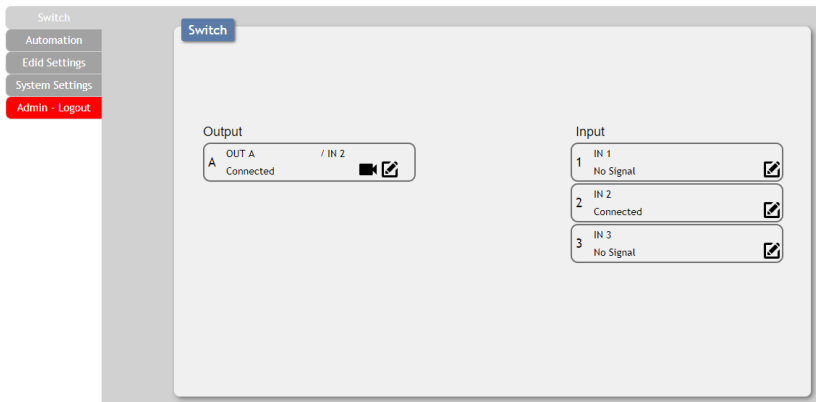 Switch
Automation
Edid Settings
System Settings
Admin - Logout
Switch
Output
A
OUT A / IN 2
Connected
Input
1
IN 1
No Signal
2
IN 2
Connected
3
IN 3
No Signal